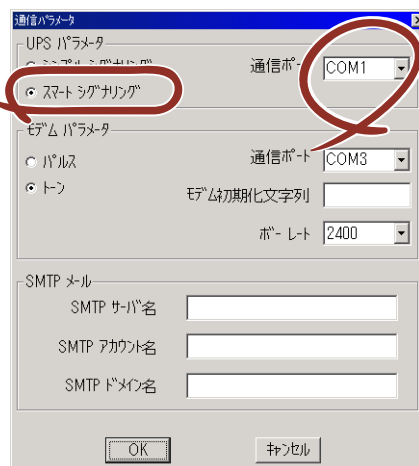 通信ﾊﾟﾗﾒｰﾀ
UPS ﾊﾟﾗﾒｰﾀ
通信ﾎﾟｰ
COM1
ｽﾏｰﾄ ｼｸﾞﾅﾘﾝｸﾞ
ﾓﾃﾞﾑ ﾊﾟﾗﾒｰﾀ
ﾊﾟﾙｽ
通信ﾎﾟｰﾄ COM3
ﾄｰﾝ
ﾓﾃﾞﾑ初期化文字列
ﾎﾞｰ ﾚｰﾄ 2400
SMTP ﾒｰﾙ
SMTP ｻｰﾊﾞ名
SMTP ｱｶｳﾝﾄ名
SMTP ﾄﾞﾒｲﾝ名
OK ｷｬﾝｾﾙ